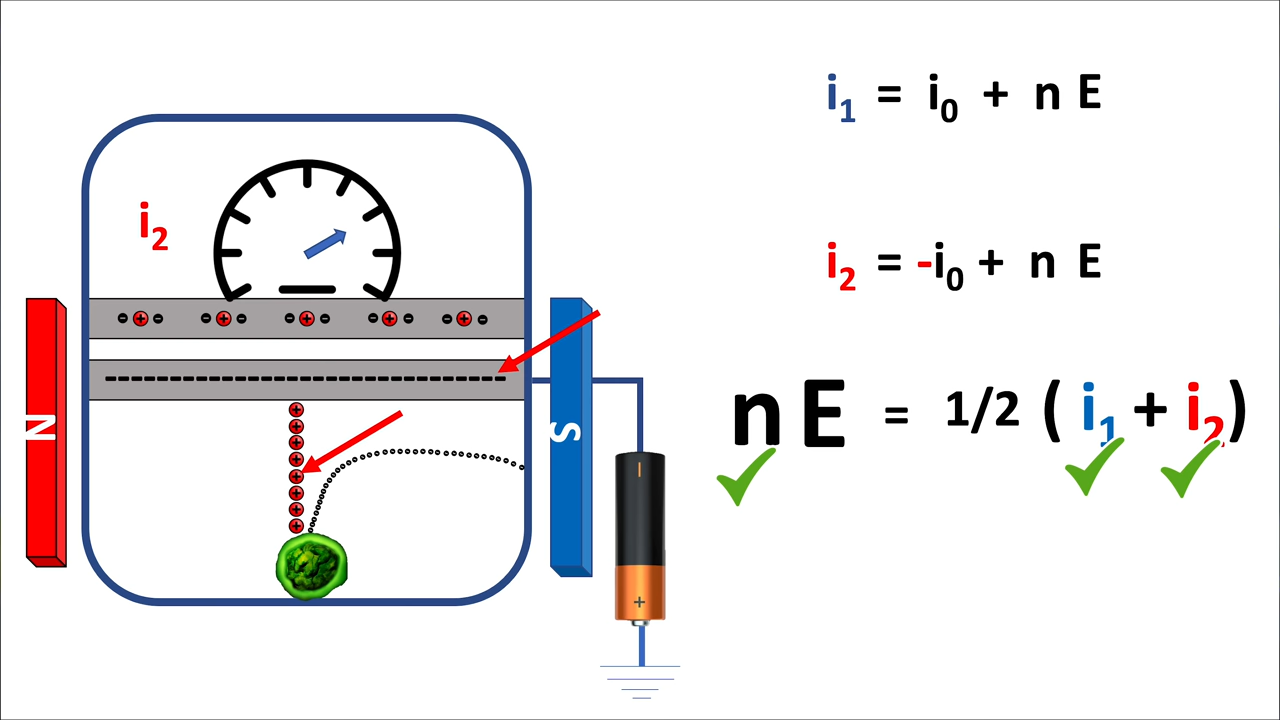 i₁ = i₀ + n E
i₂
i₂ = -i₀ + n E
n E = 1/2 ( i₁ + i₂ )
N
S
+